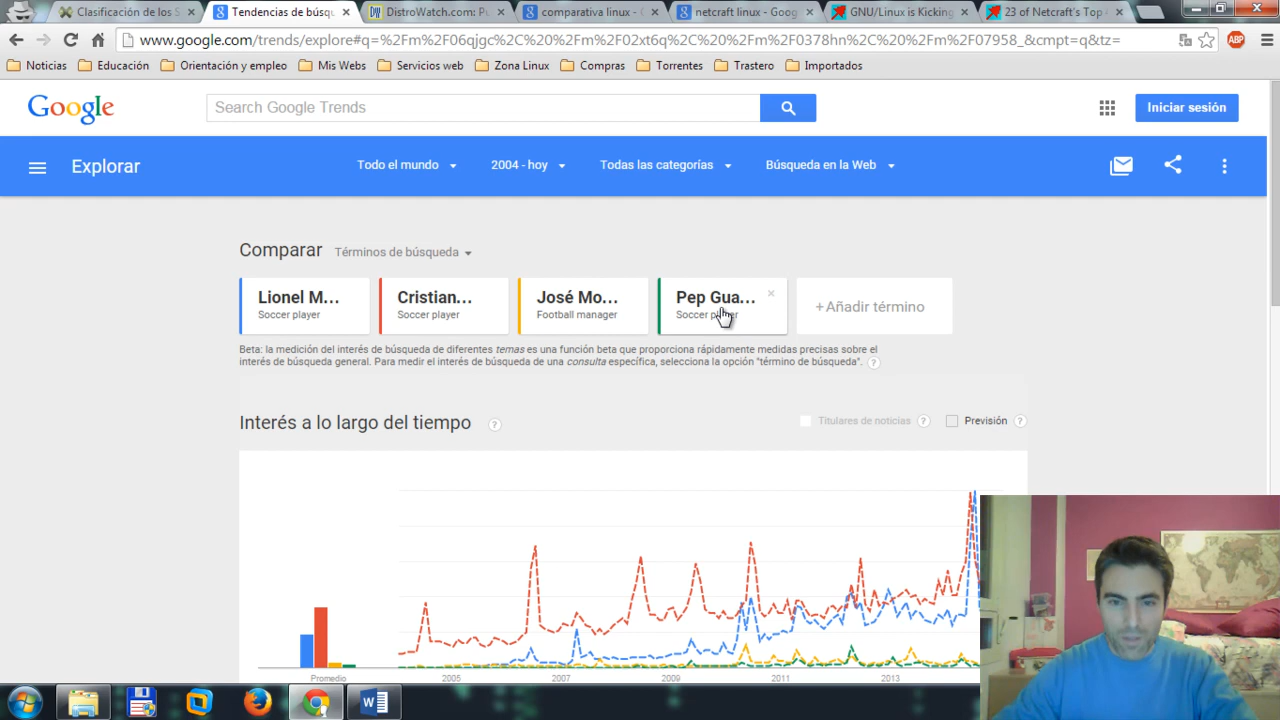 Clasificación de los S
Tendencias de búsqu
DistroWatch.com: Pu
comparativa linux - Go
netcraft linux - Goog
GNU/Linux is Kicking
23 of Netcraft's Top
www.google.com/trends/explore#q=%2Fm%2F06qjgc%2C%20%2Fm%2F02xt6q%2C%20%2Fm%2F0378hn%2C%20%2Fm%2F07958_&cmpt=q&tz=
ABP
Noticias
Educación
Orientación y empleo
Mis Webs
Servicios web
Zona Linux
Compras
Torrentes
Trastero
Importados
Google
Search Google Trends
Iniciar sesión
Explorar
Todo el mundo
2004 - hoy
Todas las categorías
Búsqueda en la Web
Comparar
Términos de búsqueda
Lionel M...
Soccer player
Cristian...
Soccer player
José Mo...
Football manager
Pep Gua...
Soccer player
+Añadir término
Beta: la medición del interés de búsqueda de diferentes temas es una función beta que proporciona rápidamente medidas precisas sobre el
interés de búsqueda general. Para medir el interés de búsqueda de una consulta específica, selecciona la opción "término de búsqueda". ?
Interés a lo largo del tiempo ?
Titulares de noticias ?
Previsión ?
Promedio
2005
2007
2009
2011
2013